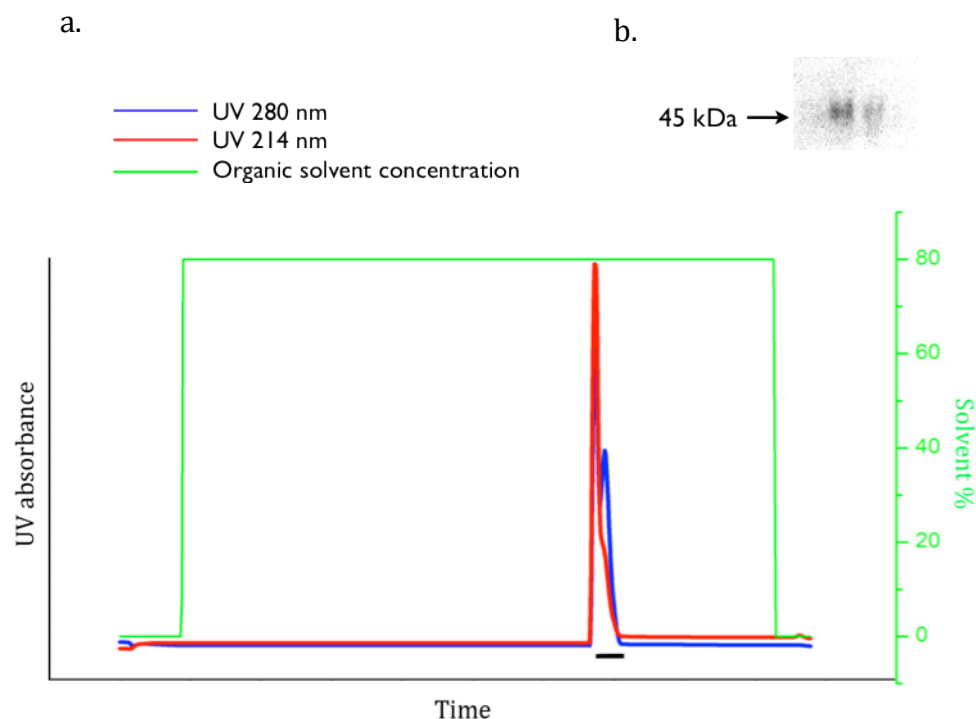 a.
b.
UV 280 nm
UV 214 nm
Organic solvent concentration
45 kDa
80
60
40
20
0
UV absorbance
Solvent %
Time